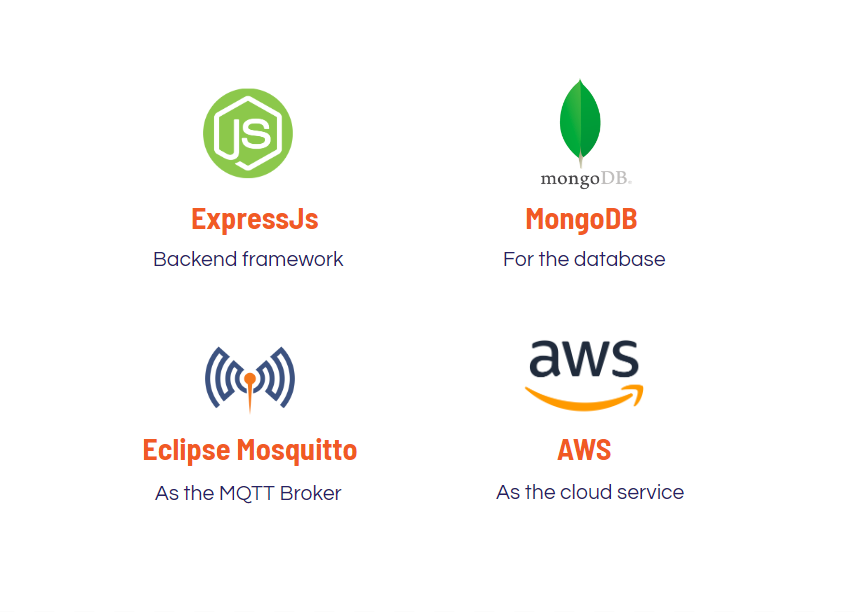 JS
mongoDB.
ExpressJs
MongoDB
Backend framework
For the database
aws
Eclipse Mosquitto
AWS
As the MQTT Broker
As the cloud service